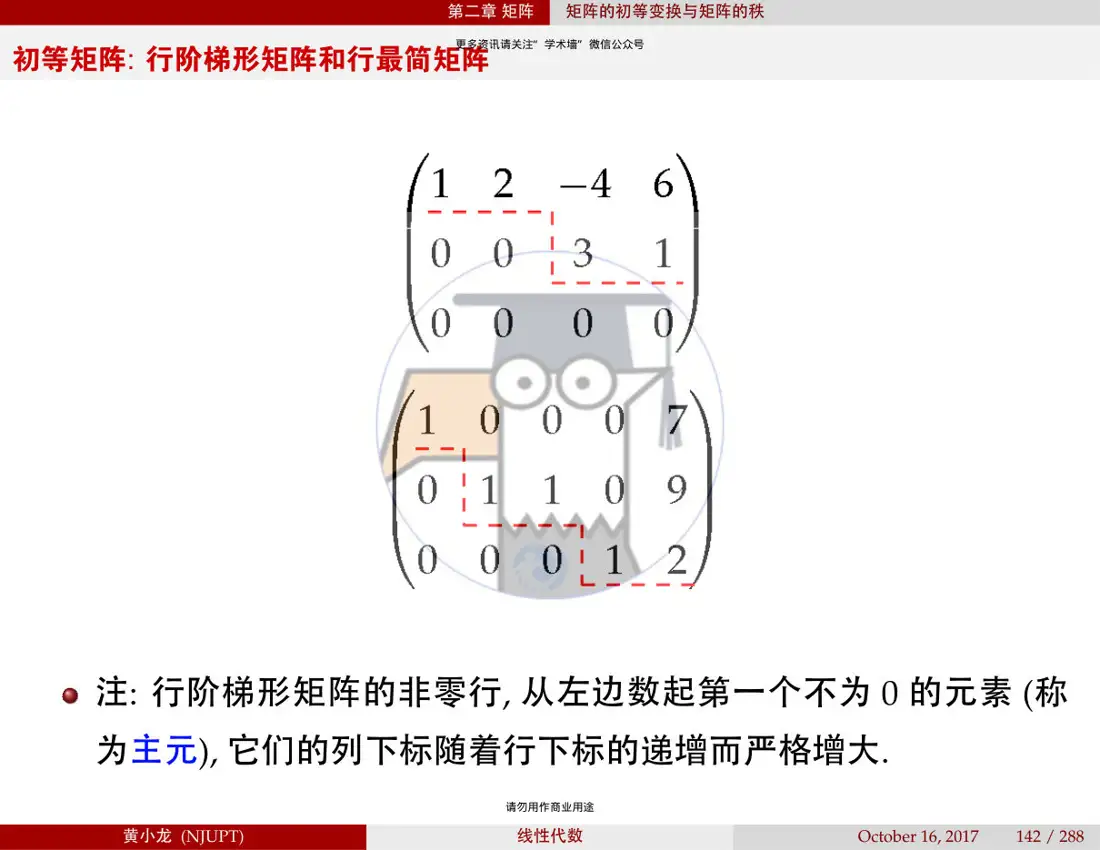 第二章 矩阵 矩阵的初等变换与矩阵的秩
更多资讯请关注“学术墙”微信公众号
初等矩阵: 行阶梯形矩阵和行最简矩阵
1 2 −4 6
0 0 3 1
0 0 0 0
1 0 0 0 7
0 1 1 0 9
0 0 0 1 2
注: 行阶梯形矩阵的非零行, 从左边数起第一个不为 0 的元素 (称
为主元), 它们的列下标随着行下标的递增而严格增大.
请勿用作商业用途
黄小龙 (NJUPT) 线性代数 October 16, 2017 142 / 288